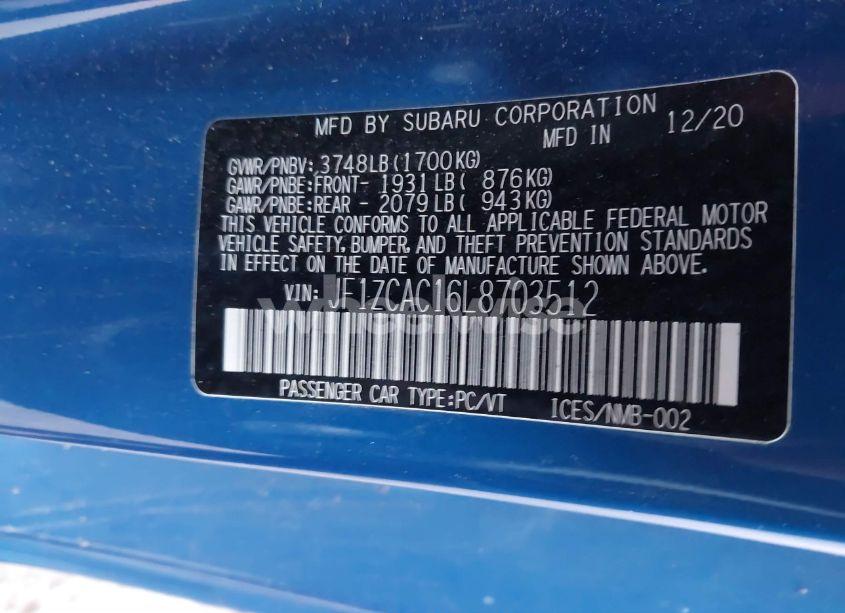 MFD BY SUBARU CORPORATION
MFD IN 12/20
GVWR/PNBV: 3748LB(1700KG)
GAWR/PNBE:FRONT- 1931LB( 876KG)
GAWR/PNBE:REAR - 2079LB( 943KG)
THIS VEHICLE CONFORMS TO ALL APPLICABLE FEDERAL MOTOR
VEHICLE SAFETY, BUMPER, AND THEFT PREVENTION STANDARDS
IN EFFECT ON THE DATE OF MANUFACTURE SHOWN ABOVE.
VIN: JF1ZCAC16L8703512
wheelwise
PASSENGER CAR TYPE:PC/VT ICES/NMB-002